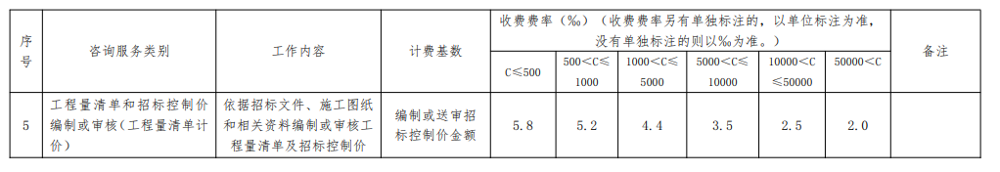 序号
咨询服务类别
工作内容
计费基数
收费费率（‰）（收费费率另有单独标注的，以单位标注为准，
没有单独标注的则以‰为准。）
备注
C≤500
500＜C≤
1000
1000＜C≤
5000
5000＜C≤
10000
10000＜C
≤50000
50000＜C
5
工程量清单和招标控制价
编制或审核（工程量清单计
价）
依据招标文件、施工图纸
和相关资料编制或审核工
程量清单及招标控制价
编制或送审招
标控制价金额
5.8
5.2
4.4
3.5
2.5
2.0